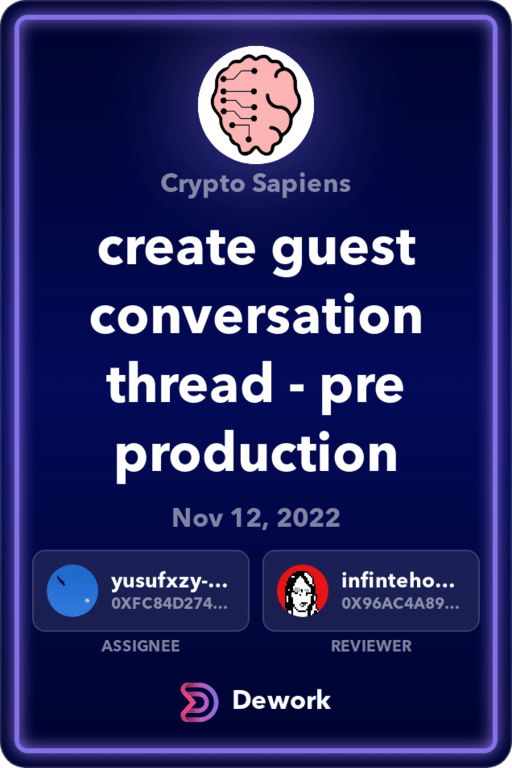 Crypto Sapiens
create guest
conversation
thread - pre
production
Nov 12, 2022
yusufxzy-...
0XFC84D274...
ASSIGNEE
infinteho...
0X96AC4A89...
REVIEWER
Dework